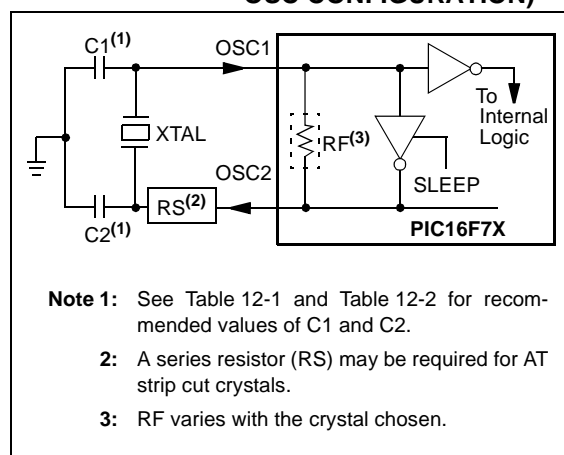 OSC CONFIGURATION)
C1(1)
OSC1
To
Internal
Logic
XTAL
RF(3)
OSC2
SLEEP
RS(2)
C2(1)
PIC16F7X
Note 1: See Table 12-1 and Table 12-2 for recom-
mended values of C1 and C2.
2: A series resistor (RS) may be required for AT
strip cut crystals.
3: RF varies with the crystal chosen.